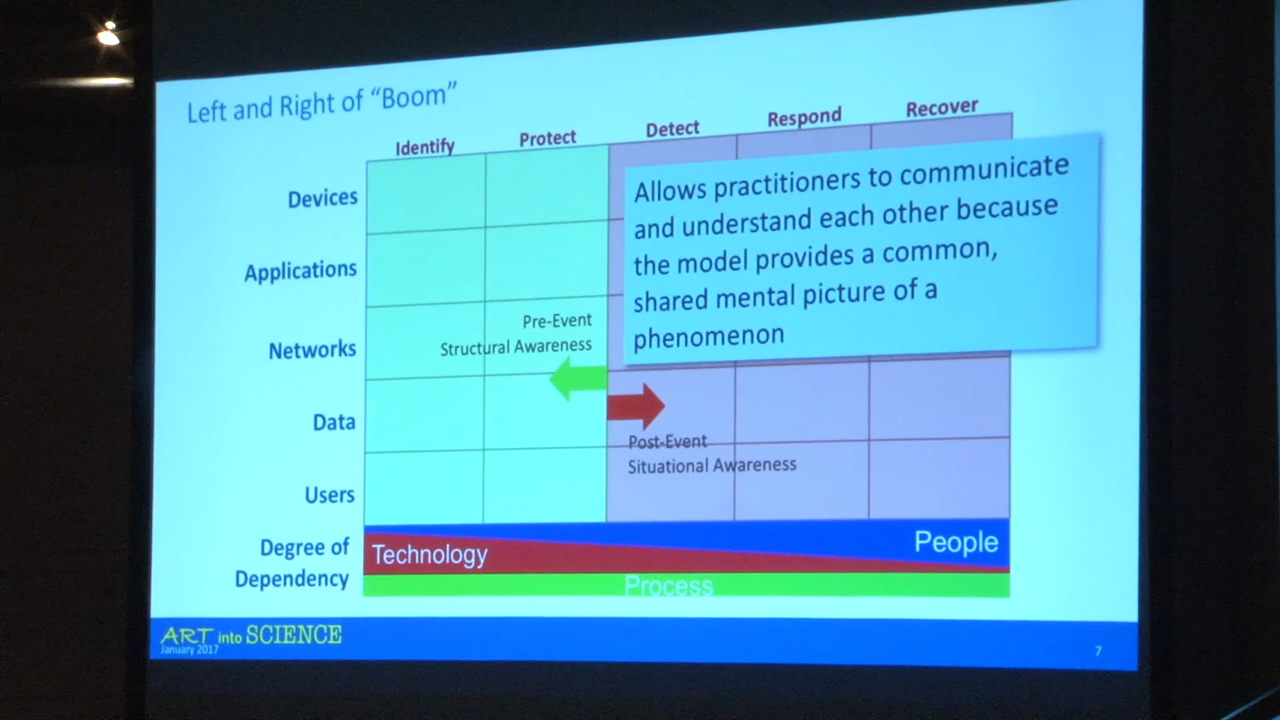 Left and Right of “Boom”
Identify Protect Detect Respond Recover
Devices
Applications
Networks
Data
Users
Degree of
Dependency
Allows practitioners to communicate
and understand each other because
the model provides a common,
shared mental picture of a
phenomenon
Pre-Event
Structural Awareness
Post-Event
Situational Awareness
Technology
People
Process
ART into SCIENCE
January 2017
7